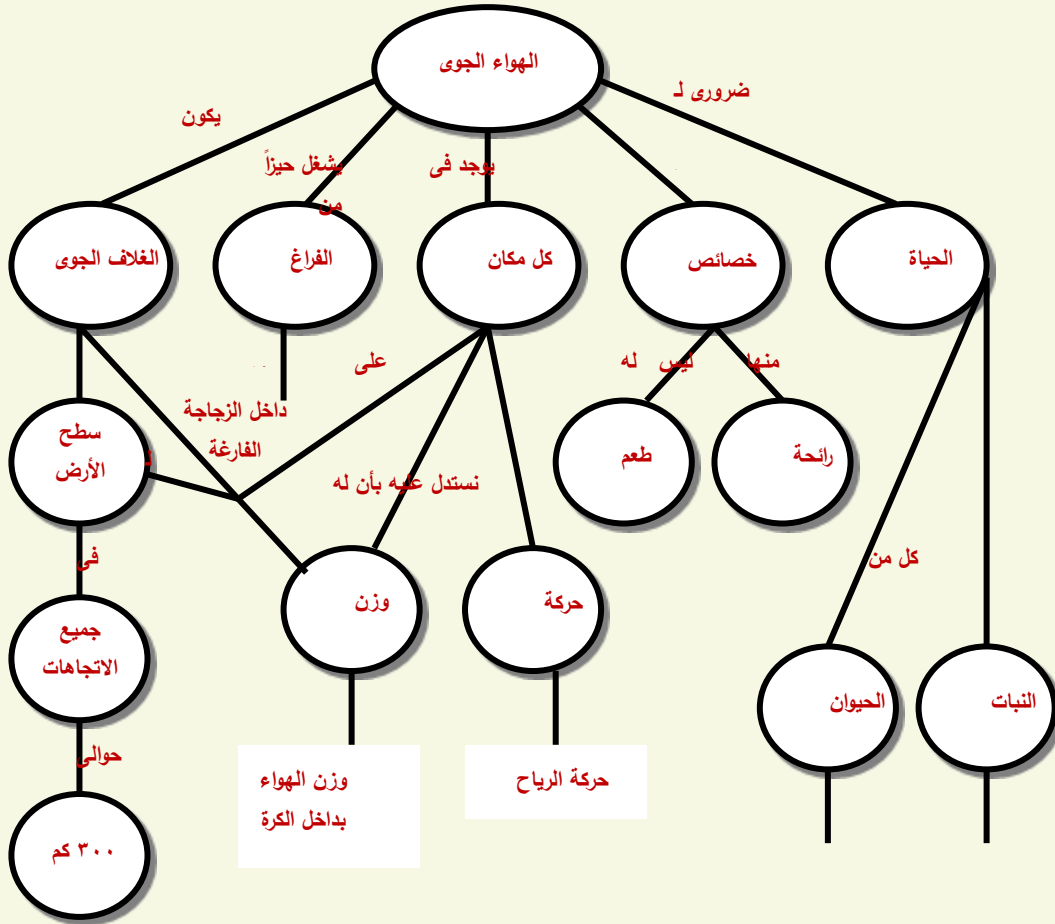 الهواء الجوى
ضرورى لـ
يكون
يوجد فى
يشغل حيزاً
من
الحياة
خصائص
كل مكان
الفراغ
الغلاف الجوى
منها
ليس له
على
داخل الزجاجة
الفارغة
رائحة
طعم
سطح
الأرض
نستدل عليه بأن له
فى
كل من
حركة
وزن
جميع
الاتجاهات
النبات
الحيوان
حوالى
حركة الرياح
وزن الهواء
بداخل الكرة
٣٠٠ كم